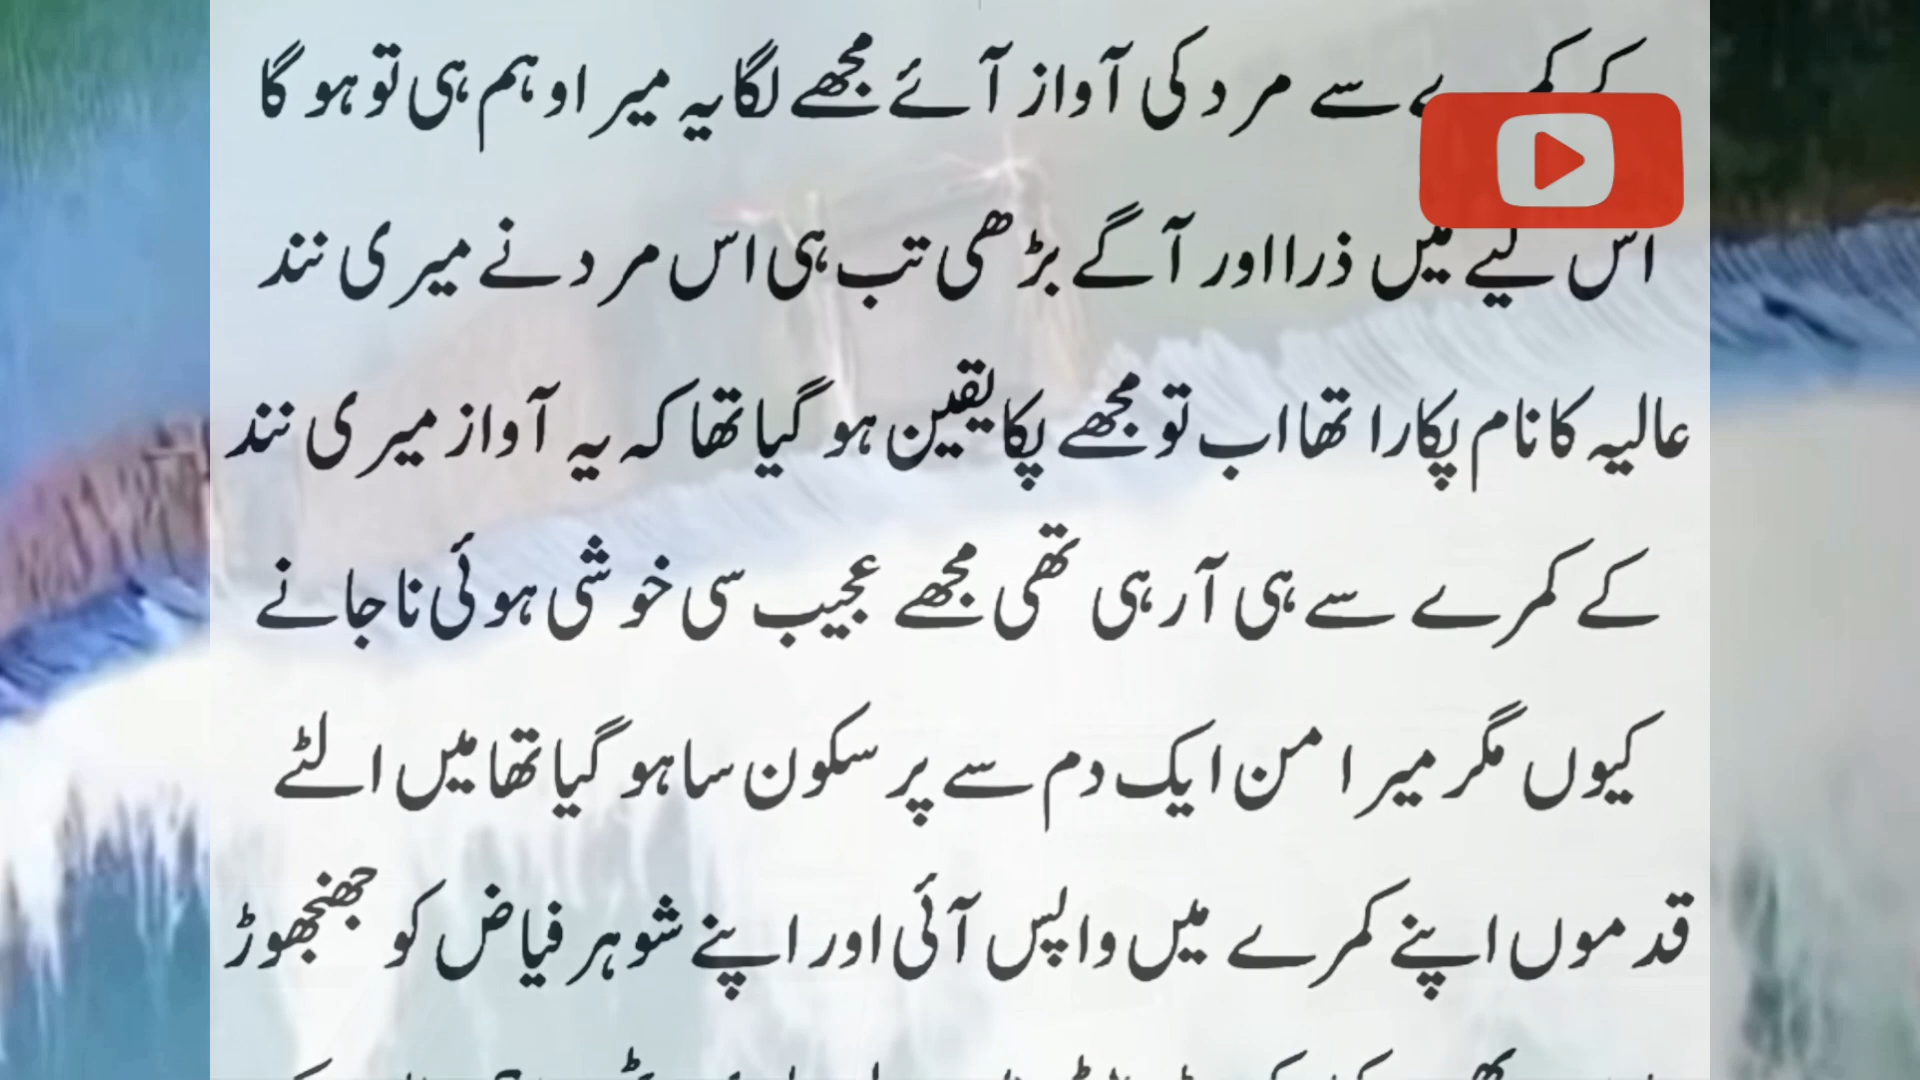 کے کمرے سے مرد کی آواز آئے مجھے لگا یہ میرا وہم ہی تو ہو گا
اس لیے میں ذرا اور آگے بڑھی تب ہی اس مرد نے میری نند
عالیہ کا نام پکارا تھا اب تو مجھے پکا یقین ہو گیا تھا کہ یہ آواز میری نند
کے کمرے سے ہی آ رہی تھی مجھے عجیب سی خوشی ہوئی نا جانے
کیوں مگر میرا من ایک دم سے پر سکون سا ہو گیا تھا میں الٹے
قدموں اپنے کمرے میں واپس آئی اور اپنے شوہر فیاض کو جھنجھوڑ